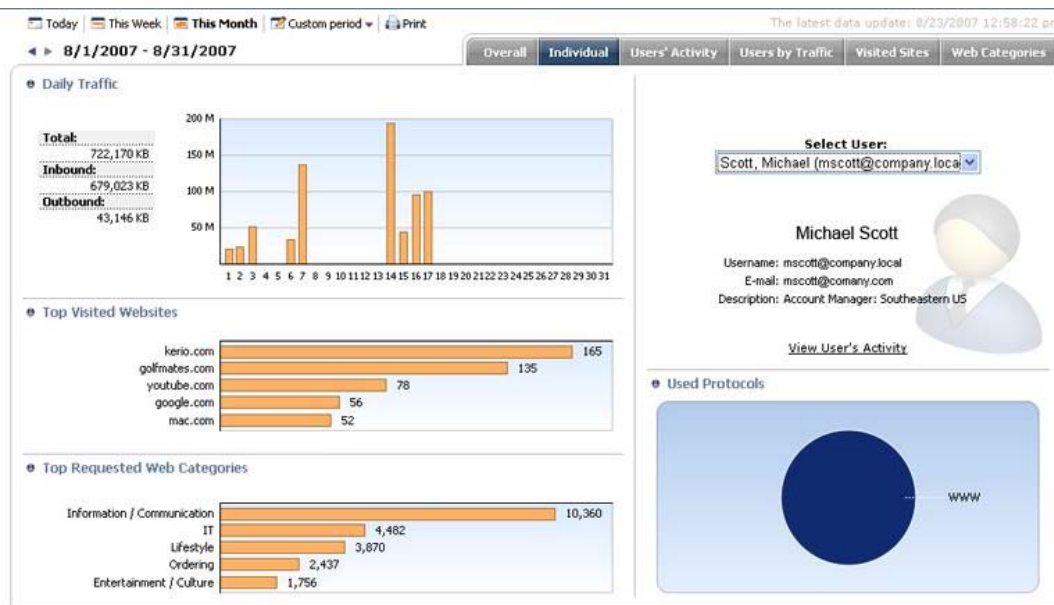 Today This Week This Month Custom period Print
The latest data update: 8/23/2007 12:58:22 pm
8/1/2007 - 8/31/2007
Overall Individual Users' Activity Users by Traffic Visited Sites Web Categories
Daily Traffic
Total:
722,170 KB
Inbound:
679,023 KB
Outbound:
43,146 KB
200 M
150 M
100 M
50 M
1 2 3 4 5 6 7 8 9 10 11 12 13 14 15 16 17 18 19 20 21 22 23 24 25 26 27 28 29 30 31
Top Visited Websites
kerio.com 165
golfmates.com 135
youtube.com 78
google.com 56
mac.com 52
Top Requested Web Categories
Information / Communication 10,360
IT 4,482
Lifestyle 3,870
Ordering 2,437
Entertainment / Culture 1,756
Select User:
Scott, Michael (mscott@company.loca
Michael Scott
Username: mscott@company.local
E-mail: mscott@comany.com
Description: Account Manager: Southeastern US
View User's Activity
Used Protocols
WWW